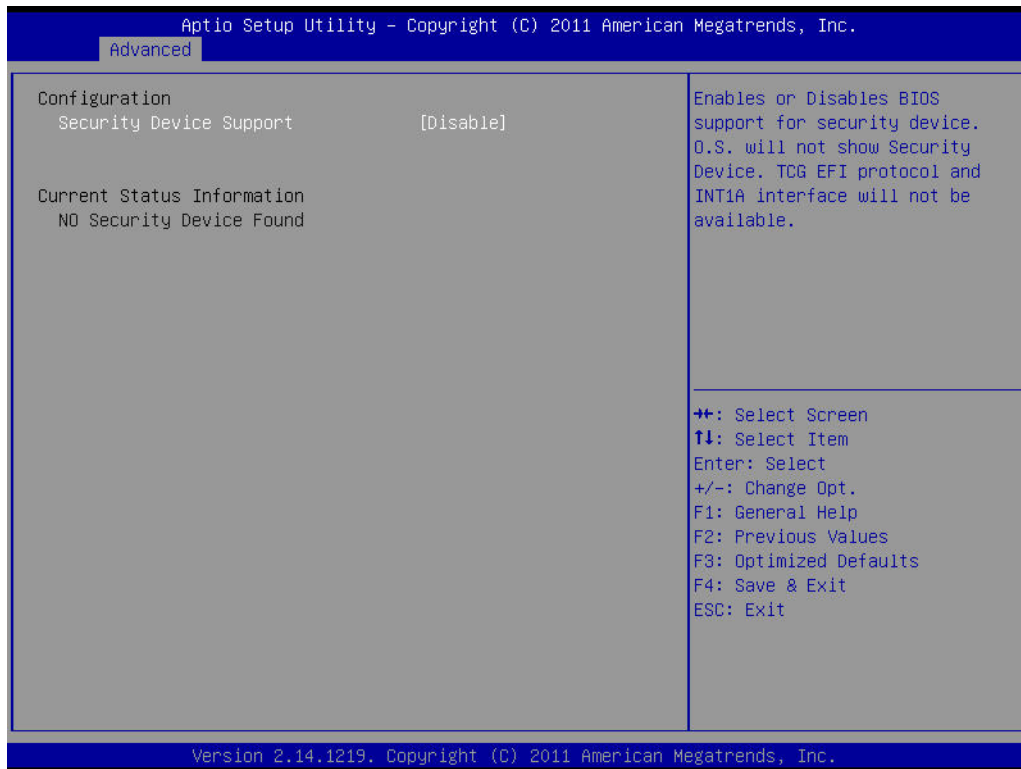 Aptio Setup Utility – Copyright (C) 2011 American Megatrends, Inc.
Advanced
Configuration
Security Device Support [Disable]
Current Status Information
NO Security Device Found
Enables or Disables BIOS
support for security device.
O.S. will not show Security
Device. TCG EFI protocol and
INT1A interface will not be
available.
→←: Select Screen
↑↓: Select Item
Enter: Select
+/-: Change Opt.
F1: General Help
F2: Previous Values
F3: Optimized Defaults
F4: Save & Exit
ESC: Exit
Version 2.14.1219. Copyright (C) 2011 American Megatrends, Inc.